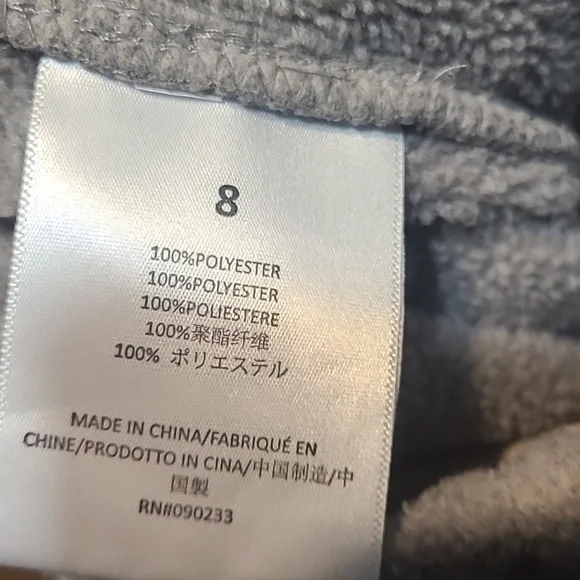 8
100%POLYESTER
100%POLYESTER
100%POLIESTERE
100%聚酯纤维
100% ポリエステル
MADE IN CHINA/FABRIQUÉ EN
CHINE/PRODOTTO IN CINA/中国制造/中
国製
RN#090233